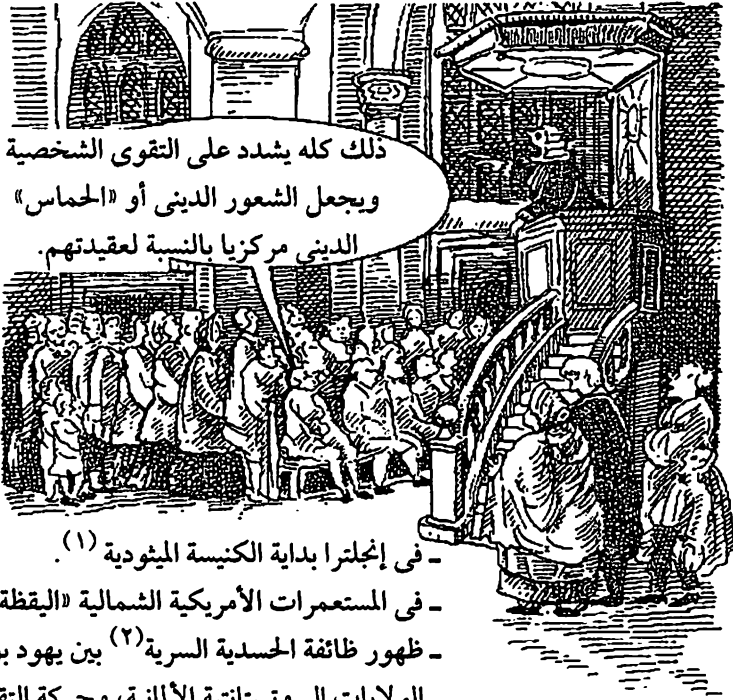 ذلك كله يشدد على التقوى الشخصية
ويجعل الشعور الدينى أو «الحماس»
الدينى مركزيا بالنسبة لعقيدتهم.
ـ فى إنجلترا بداية الكنيسة الميثودية (١).
ـ فى المستعمرات الأمريكية الشمالية «اليقظة
ـ ظهور ظائفة الحسدية السرية(٢) بين يهود